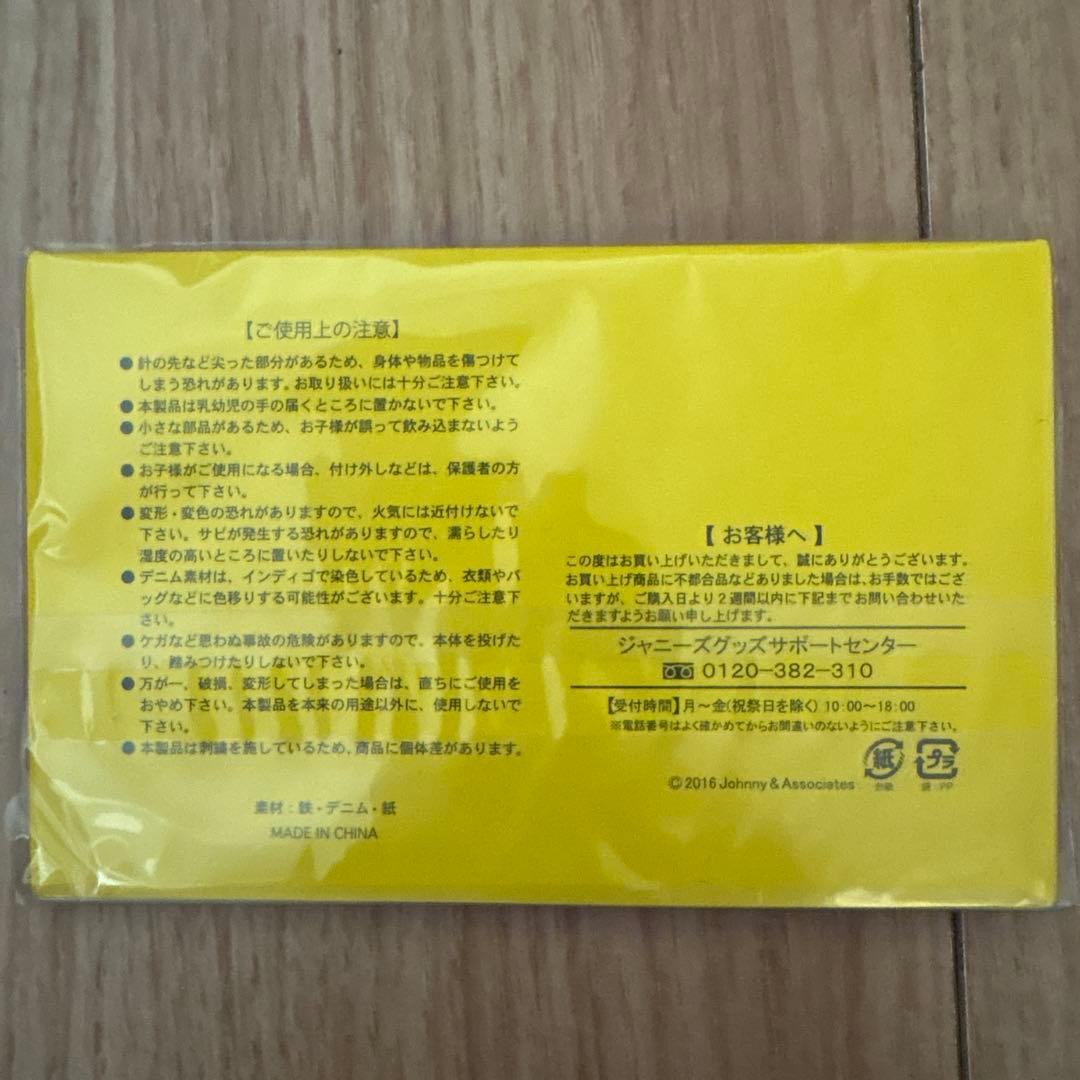 【ご使用上の注意】
● 針の先など尖った部分があるため、身体や物品を傷つけて
しまう恐れがあります。お取り扱いには十分ご注意下さい。
● 本製品は乳幼児の手の届くところに置かないで下さい。
● 小さな部品があるため、お子様が誤って飲み込まないよう
ご注意下さい。
● お子様がご使用になる場合、付け外しなどは、保護者の方
が行って下さい。
● 変形・変色の恐れがありますので、火気には近付けないで
下さい。サビが発生する恐れがありますので、濡らしたり
湿度の高いところに置いたりしないで下さい。
● デニム素材は、インディゴで染色しているため、衣類やバ
ッグなどに色移りする可能性がございます。十分ご注意下
さい。
● ケガなど思わぬ事故の危険がありますので、本体を投げた
り、踏みつけたりしないで下さい。
● 万が一、破損、変形してしまった場合は、直ちにご使用を
おやめ下さい。本製品を本来の用途以外に、使用しないで
下さい。
● 本製品は刺繍を施しているため、商品に個体差があります。
素材：鉄・デニム・紙
MADE IN CHINA
【お客様へ】
この度はお買い上げいただきまして、誠にありがとうございます。
お買い上げ商品に不都合品などありました場合は、お手数ではござ
いますが、ご購入日より2週間以内に下記までお問い合わせいた
だきますようお願い申し上げます。
ジャニーズグッズサポートセンター
0120-382-310
【受付時間】月～金(祝祭日を除く) 10:00～18:00
※電話番号はよく確かめてからお間違いのないようにご注意下さい。
紙 プラ
台紙 袋:PP
©2016 Johnny & Associates